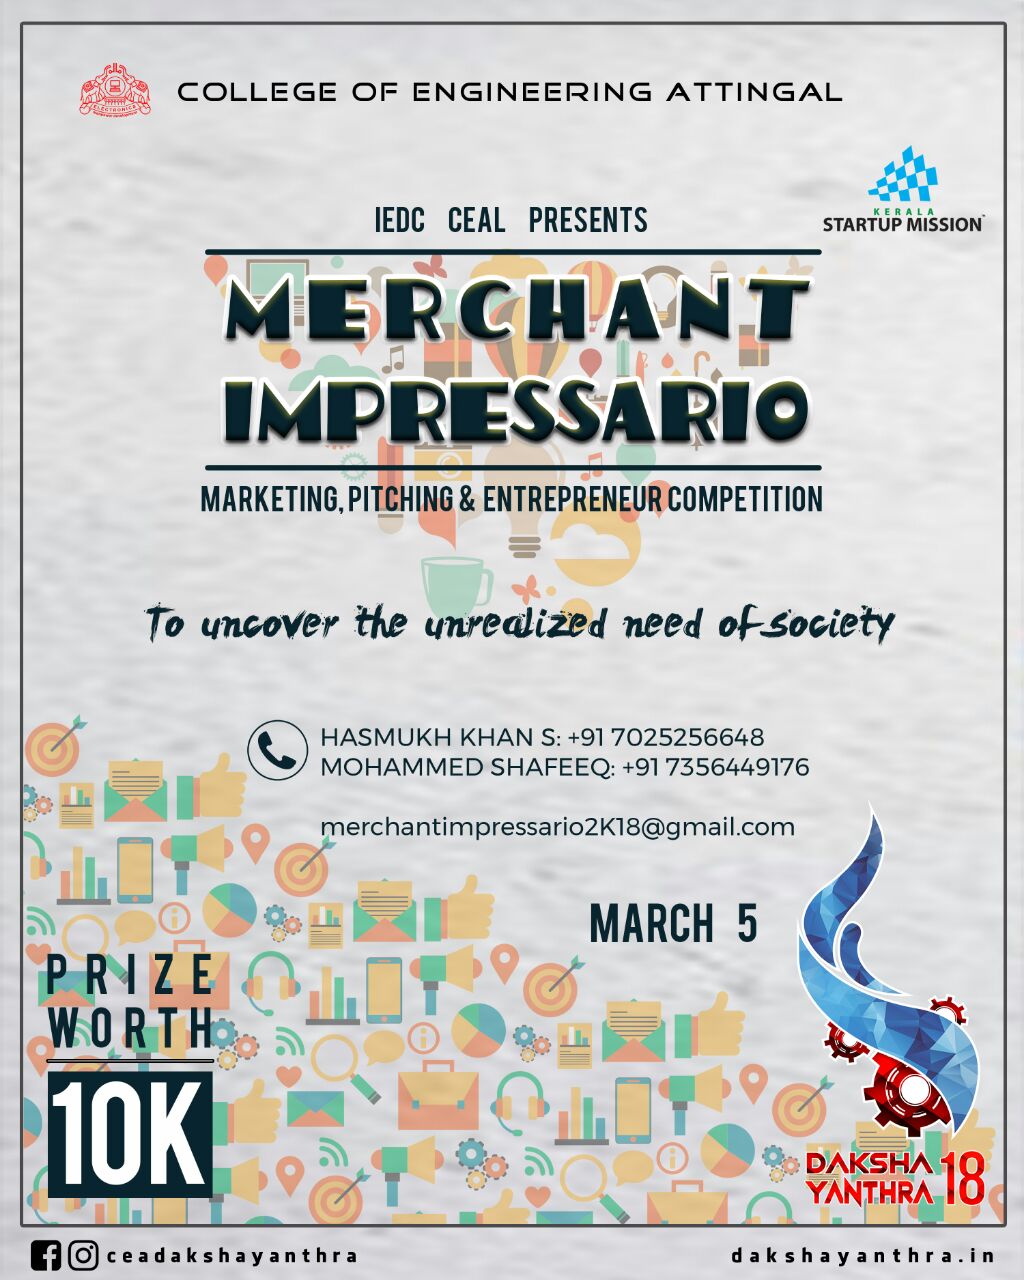 COLLEGE OF ENGINEERING ATTINGAL
KERALA
STARTUP MISSION
IEDC CEAL PRESENTS
MERCHANT
IMPRESSARIO
MARKETING, PITCHING & ENTREPRENEUR COMPETITION
To uncover the unrealized need of society
HASMUKH KHAN S: +91 7025256648
MOHAMMED SHAFEEQ: +91 7356449176
merchantimpressario2K18@gmail.com
MARCH 5
PRIZE
WORTH
10K
DAKSHA
YANTHRA 18
ceadakshayanthra
dakshayanthra.in